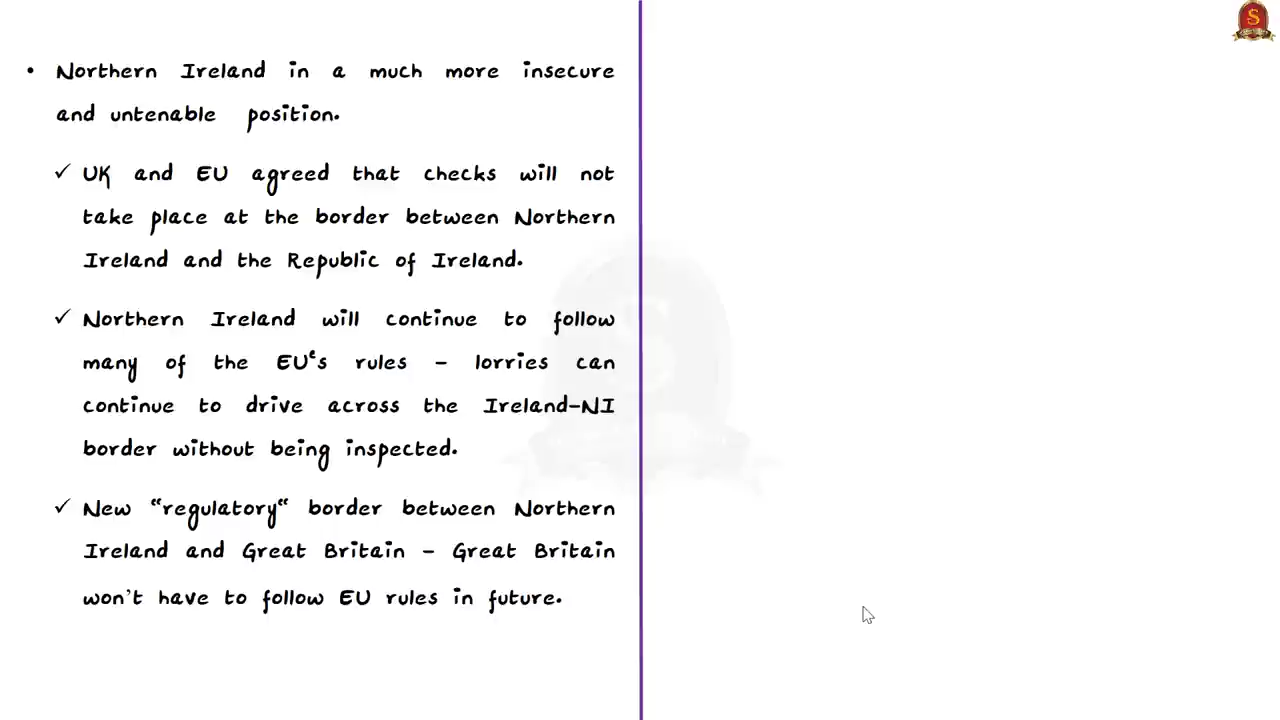 • Northern Ireland in a much more insecure
and untenable position.
✓ UK and EU agreed that checks will not
take place at the border between Northern
Ireland and the Republic of Ireland.
✓ Northern Ireland will continue to follow
many of the EU‘s rules – lorries can
continue to drive across the Ireland-NI
border without being inspected.
✓ New “regulatory“ border between Northern
Ireland and Great Britain – Great Britain
won't have to follow EU rules in future.